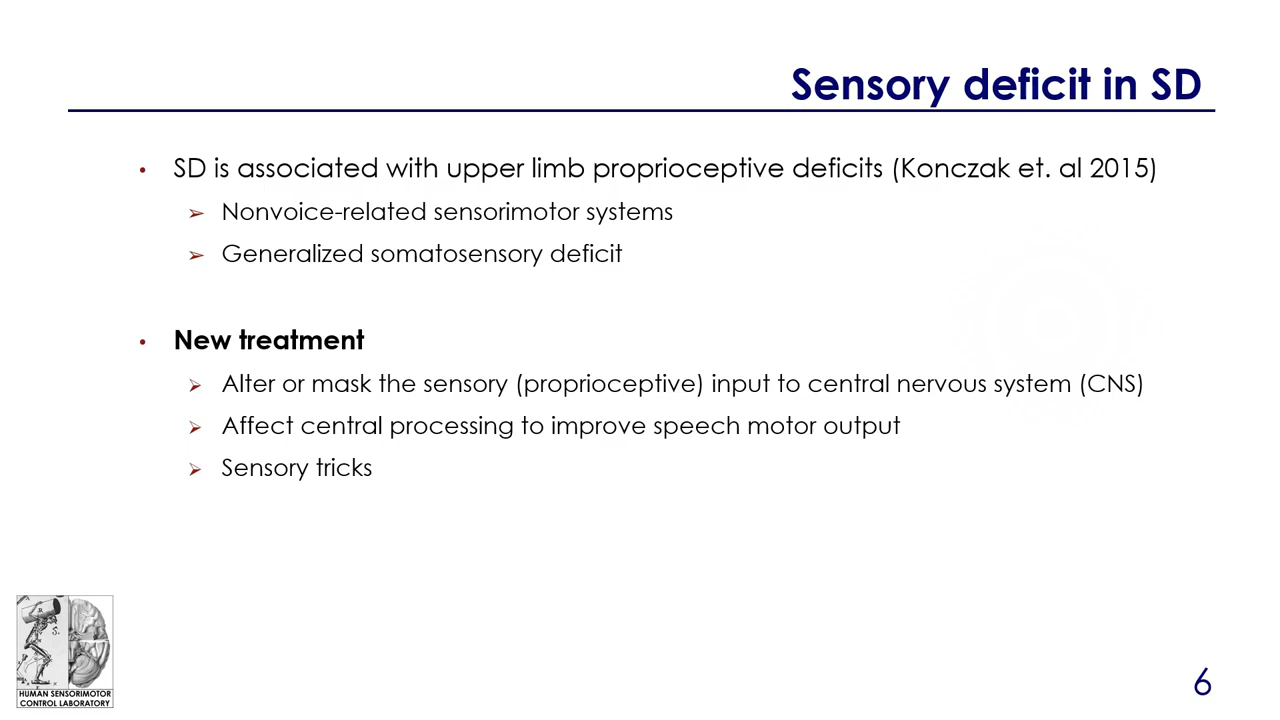 Sensory deficit in SD
• SD is associated with upper limb proprioceptive deficits (Konczak et. al 2015)
➢ Nonvoice-related sensorimotor systems
➢ Generalized somatosensory deficit
• New treatment
➢ Alter or mask the sensory (proprioceptive) input to central nervous system (CNS)
➢ Affect central processing to improve speech motor output
➢ Sensory tricks
HUMAN SENSORIMOTOR
CONTROL LABORATORY
6